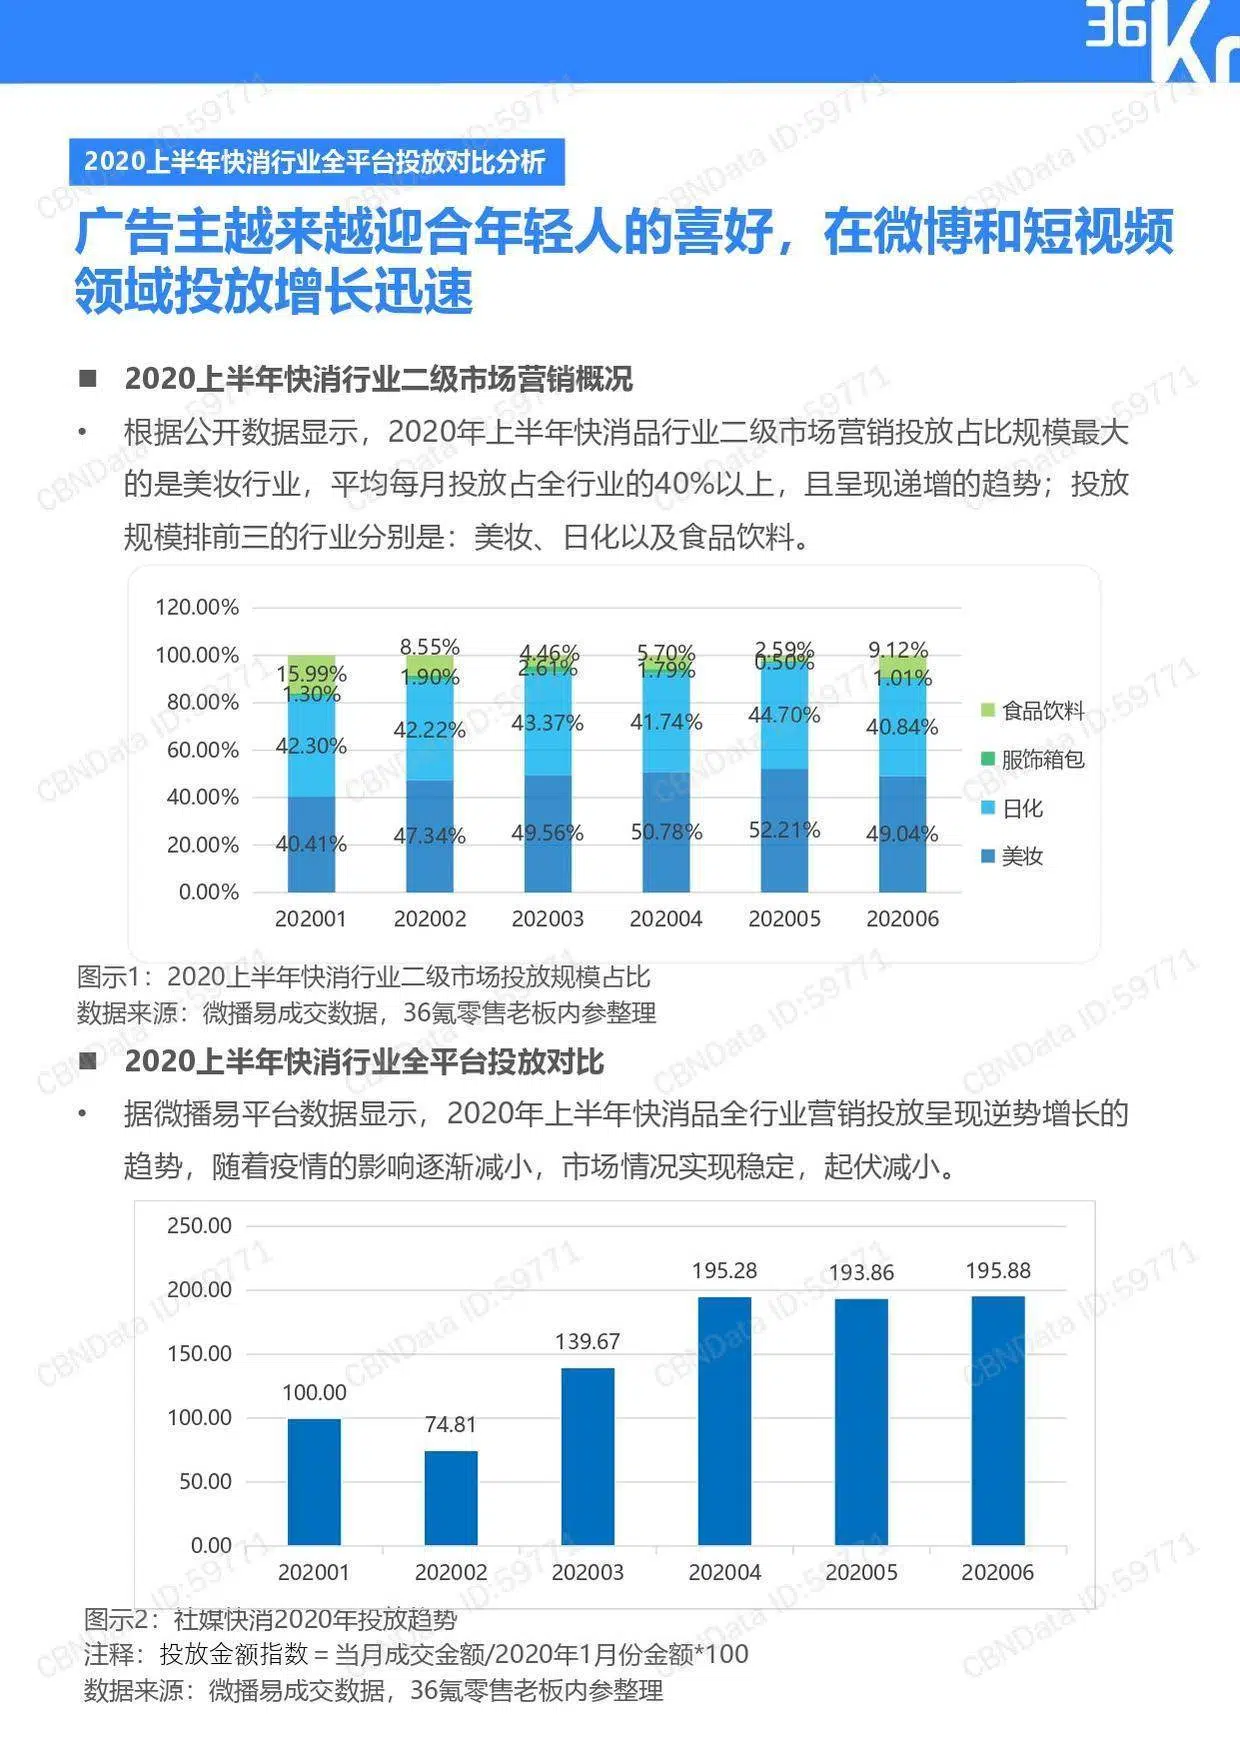 36Kr
2020上半年快消行业全平台投放对比分析
广告主越来越迎合年轻人的喜好，在微博和短视频
领域投放增长迅速
■ 2020上半年快消行业二级市场营销概况
• 根据公开数据显示，2020年上半年快消品行业二级市场营销投放占比规模最大
的是美妆行业，平均每月投放占全行业的40%以上，且呈现递增的趋势；投放
规模排前三的行业分别是：美妆、日化以及食品饮料。
120.00%
100.00%
80.00%
60.00%
40.00%
20.00%
0.00%
15.99% 8.55% 4.46% 5.70% 2.59% 9.12%
1.30% 1.90% 2.61% 1.79% 0.50% 1.01%
42.30% 42.22% 43.37% 41.74% 44.70% 40.84%
40.41% 47.34% 49.56% 50.78% 52.21% 49.04%
202001 202002 202003 202004 202005 202006
食品饮料
服饰箱包
日化
美妆
图示1：2020上半年快消行业二级市场投放规模占比
数据来源：微播易成交数据，36氪零售老板内参整理
■ 2020上半年快消行业全平台投放对比
• 据微播易平台数据显示，2020年上半年快消品全行业营销投放呈现逆势增长的
趋势，随着疫情的影响逐渐减小，市场情况实现稳定，起伏减小。
250.00
200.00
150.00
100.00
50.00
0.00
100.00 74.81 139.67 195.28 193.86 195.88
202001 202002 202003 202004 202005 202006
图示2：社媒快消2020年投放趋势
注释：投放金额指数＝当月成交金额/2020年1月份金额*100
数据来源：微播易成交数据，36氪零售老板内参整理
CBNData ID:59771